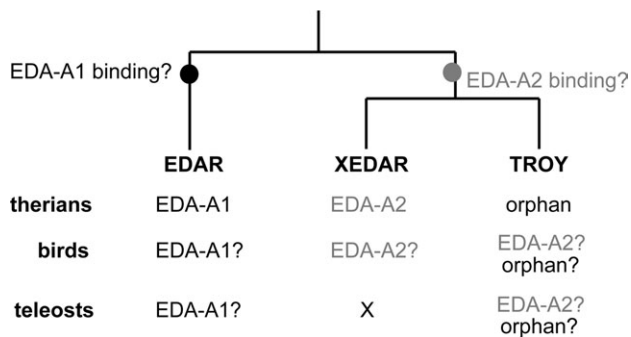 EDA-A1 binding?
EDA-A2 binding?
EDAR XEDAR TROY
therians EDA-A1 EDA-A2 orphan
birds EDA-A1? EDA-A2? EDA-A2?
orphan?
teleosts EDA-A1? X EDA-A2?
orphan?